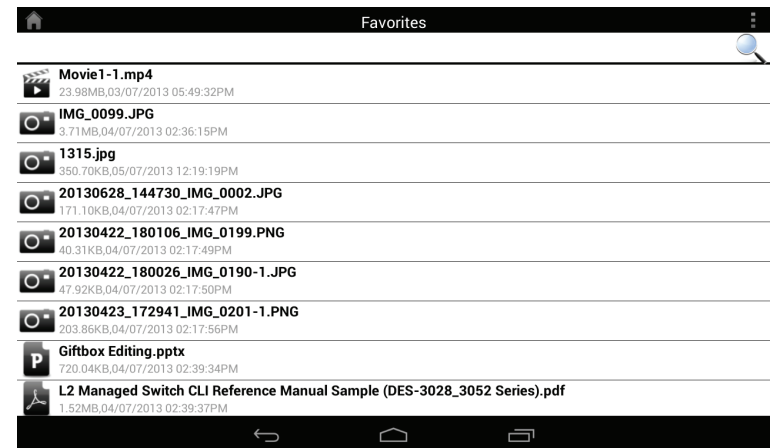 Favorites
Movie1-1.mp4
23.98MB,03/07/2013 05:49:32PM
IMG_0099.JPG
3.71MB,04/07/2013 02:36:15PM
1315.jpg
350.70KB,05/07/2013 12:19:19PM
20130628_144730_IMG_0002.JPG
171.10KB,04/07/2013 02:17:47PM
20130422_180106_IMG_0199.PNG
40.31KB,04/07/2013 02:17:49PM
20130422_180026_IMG_0190-1.JPG
47.92KB,04/07/2013 02:17:50PM
20130423_172941_IMG_0201-1.PNG
203.86KB,04/07/2013 02:17:56PM
P
Giftbox Editing.pptx
720.04KB,04/07/2013 02:39:34PM
L2 Managed Switch CLI Reference Manual Sample (DES-3028_3052 Series).pdf
1.52MB,04/07/2013 02:39:37PM